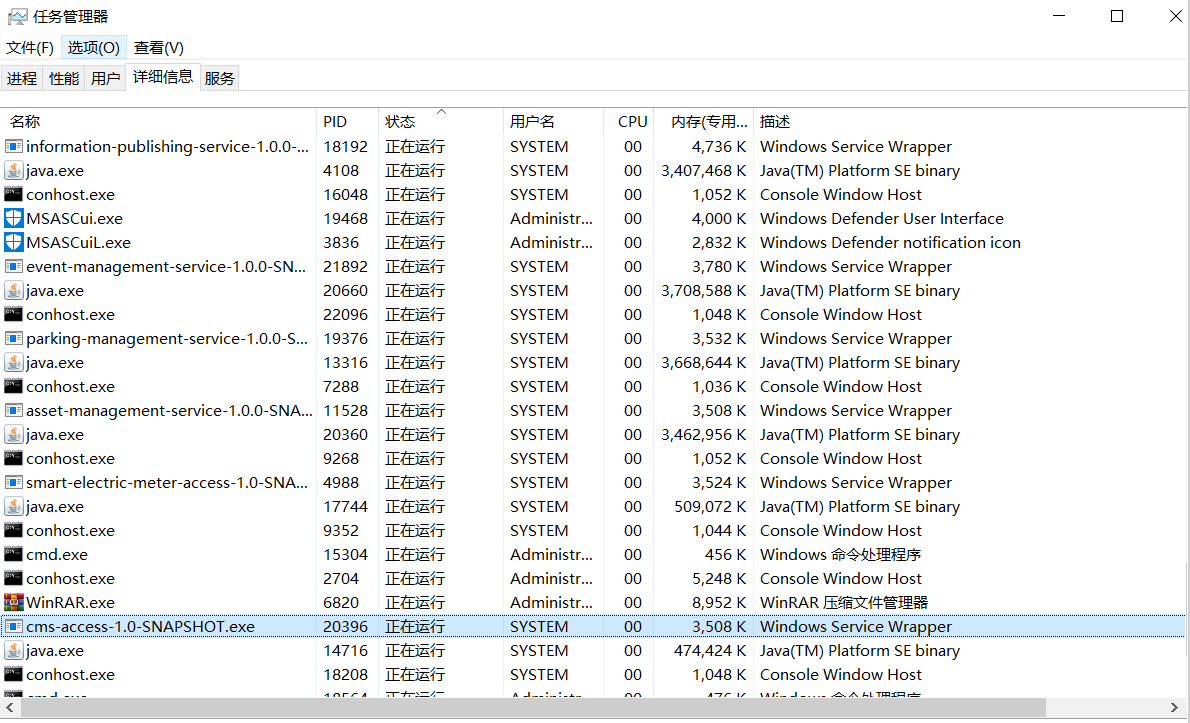 任务管理器
文件(F) 选项(O) 查看(V)
进程 性能 用户 详细信息 服务
名称 PID 状态 用户名 CPU 内存(专用... 描述
information-publishing-service-1.0.0-... 18192 正在运行 SYSTEM 00 4,736 K Windows Service Wrapper
java.exe 4108 正在运行 SYSTEM 00 3,407,468 K Java(TM) Platform SE binary
conhost.exe 16048 正在运行 SYSTEM 00 1,052 K Console Window Host
MSASCui.exe 19468 正在运行 Administr... 00 4,000 K Windows Defender User Interface
MSASCuiL.exe 3836 正在运行 Administr... 00 2,832 K Windows Defender notification icon
event-management-service-1.0.0-SN... 21892 正在运行 SYSTEM 00 3,780 K Windows Service Wrapper
java.exe 20660 正在运行 SYSTEM 00 3,708,588 K Java(TM) Platform SE binary
conhost.exe 22096 正在运行 SYSTEM 00 1,048 K Console Window Host
parking-management-service-1.0.0-S... 19376 正在运行 SYSTEM 00 3,532 K Windows Service Wrapper
java.exe 13316 正在运行 SYSTEM 00 3,668,644 K Java(TM) Platform SE binary
conhost.exe 7288 正在运行 SYSTEM 00 1,036 K Console Window Host
asset-management-service-1.0.0-SNA... 11528 正在运行 SYSTEM 00 3,508 K Windows Service Wrapper
java.exe 20360 正在运行 SYSTEM 00 3,462,956 K Java(TM) Platform SE binary
conhost.exe 9268 正在运行 SYSTEM 00 1,052 K Console Window Host
smart-electric-meter-access-1.0-SNA... 4988 正在运行 SYSTEM 00 3,524 K Windows Service Wrapper
java.exe 17744 正在运行 SYSTEM 00 509,072 K Java(TM) Platform SE binary
conhost.exe 9352 正在运行 SYSTEM 00 1,044 K Console Window Host
cmd.exe 15304 正在运行 Administr... 00 456 K Windows 命令处理程序
conhost.exe 2704 正在运行 Administr... 00 5,248 K Console Window Host
WinRAR.exe 6820 正在运行 Administr... 00 8,952 K WinRAR 压缩文件管理器
cms-access-1.0-SNAPSHOT.exe 20396 正在运行 SYSTEM 00 3,508 K Windows Service Wrapper
java.exe 14716 正在运行 SYSTEM 00 474,424 K Java(TM) Platform SE binary
conhost.exe 18208 正在运行 SYSTEM 00 1,048 K Console Window Host